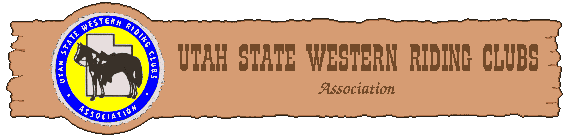 UTAH STATE WESTERN RIDING CLUBS
ASSOCIATION
UTAH STATE WESTERN RIDING CLUBS
Association